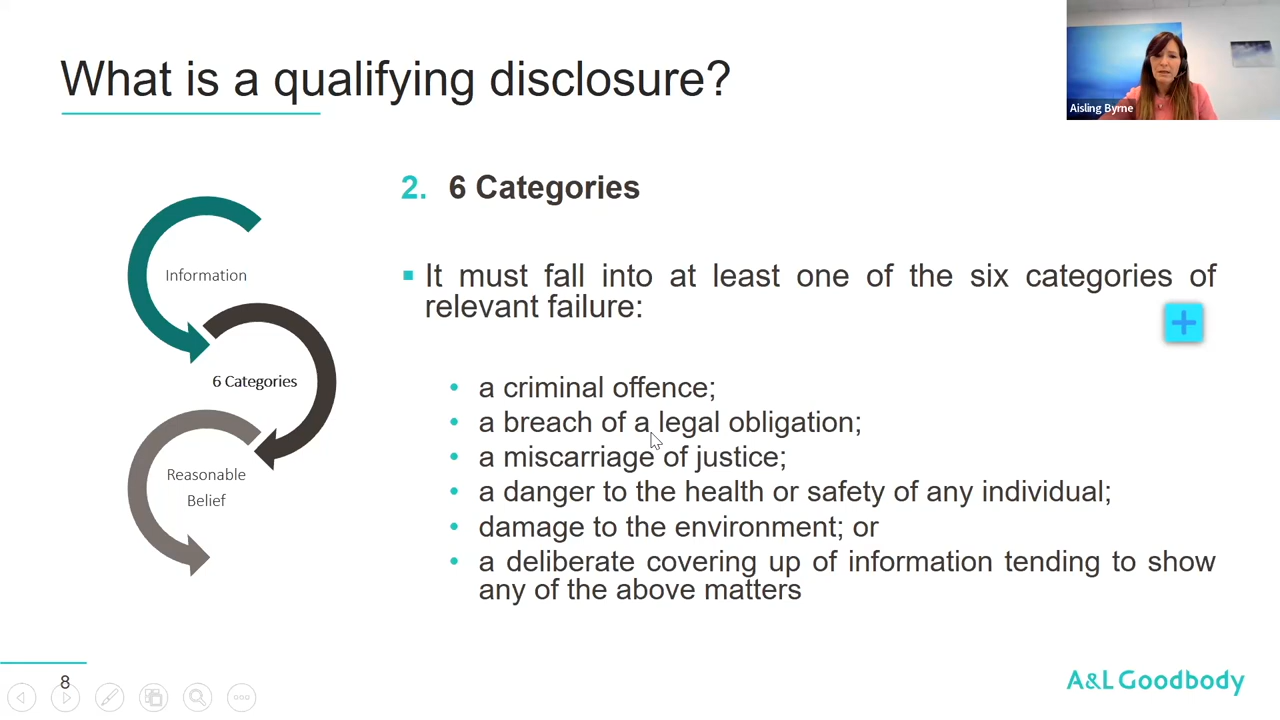 What is a qualifying disclosure?
Aisling Byrne
Information
6 Categories
Reasonable
Belief
2. 6 Categories
It must fall into at least one of the six categories of
relevant failure:
a criminal offence;
a breach of a legal obligation;
a miscarriage of justice;
a danger to the health or safety of any individual;
damage to the environment; or
a deliberate covering up of information tending to show
any of the above matters
8
A&L Goodbody